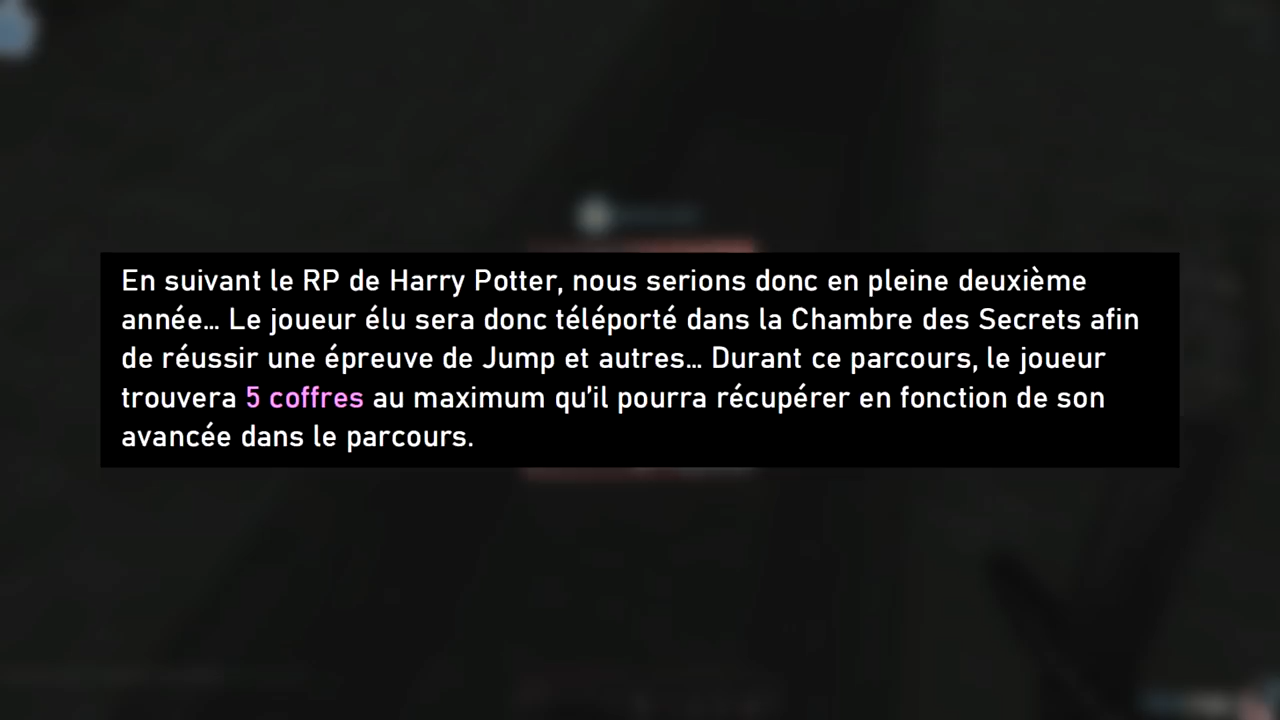 En suivant le RP de Harry Potter, nous serions donc en pleine deuxième
année... Le joueur élu sera donc téléporté dans la Chambre des Secrets afin
de réussir une épreuve de Jump et autres... Durant ce parcours, le joueur
trouvera 5 coffres au maximum qu'il pourra récupérer en fonction de son
avancée dans le parcours.